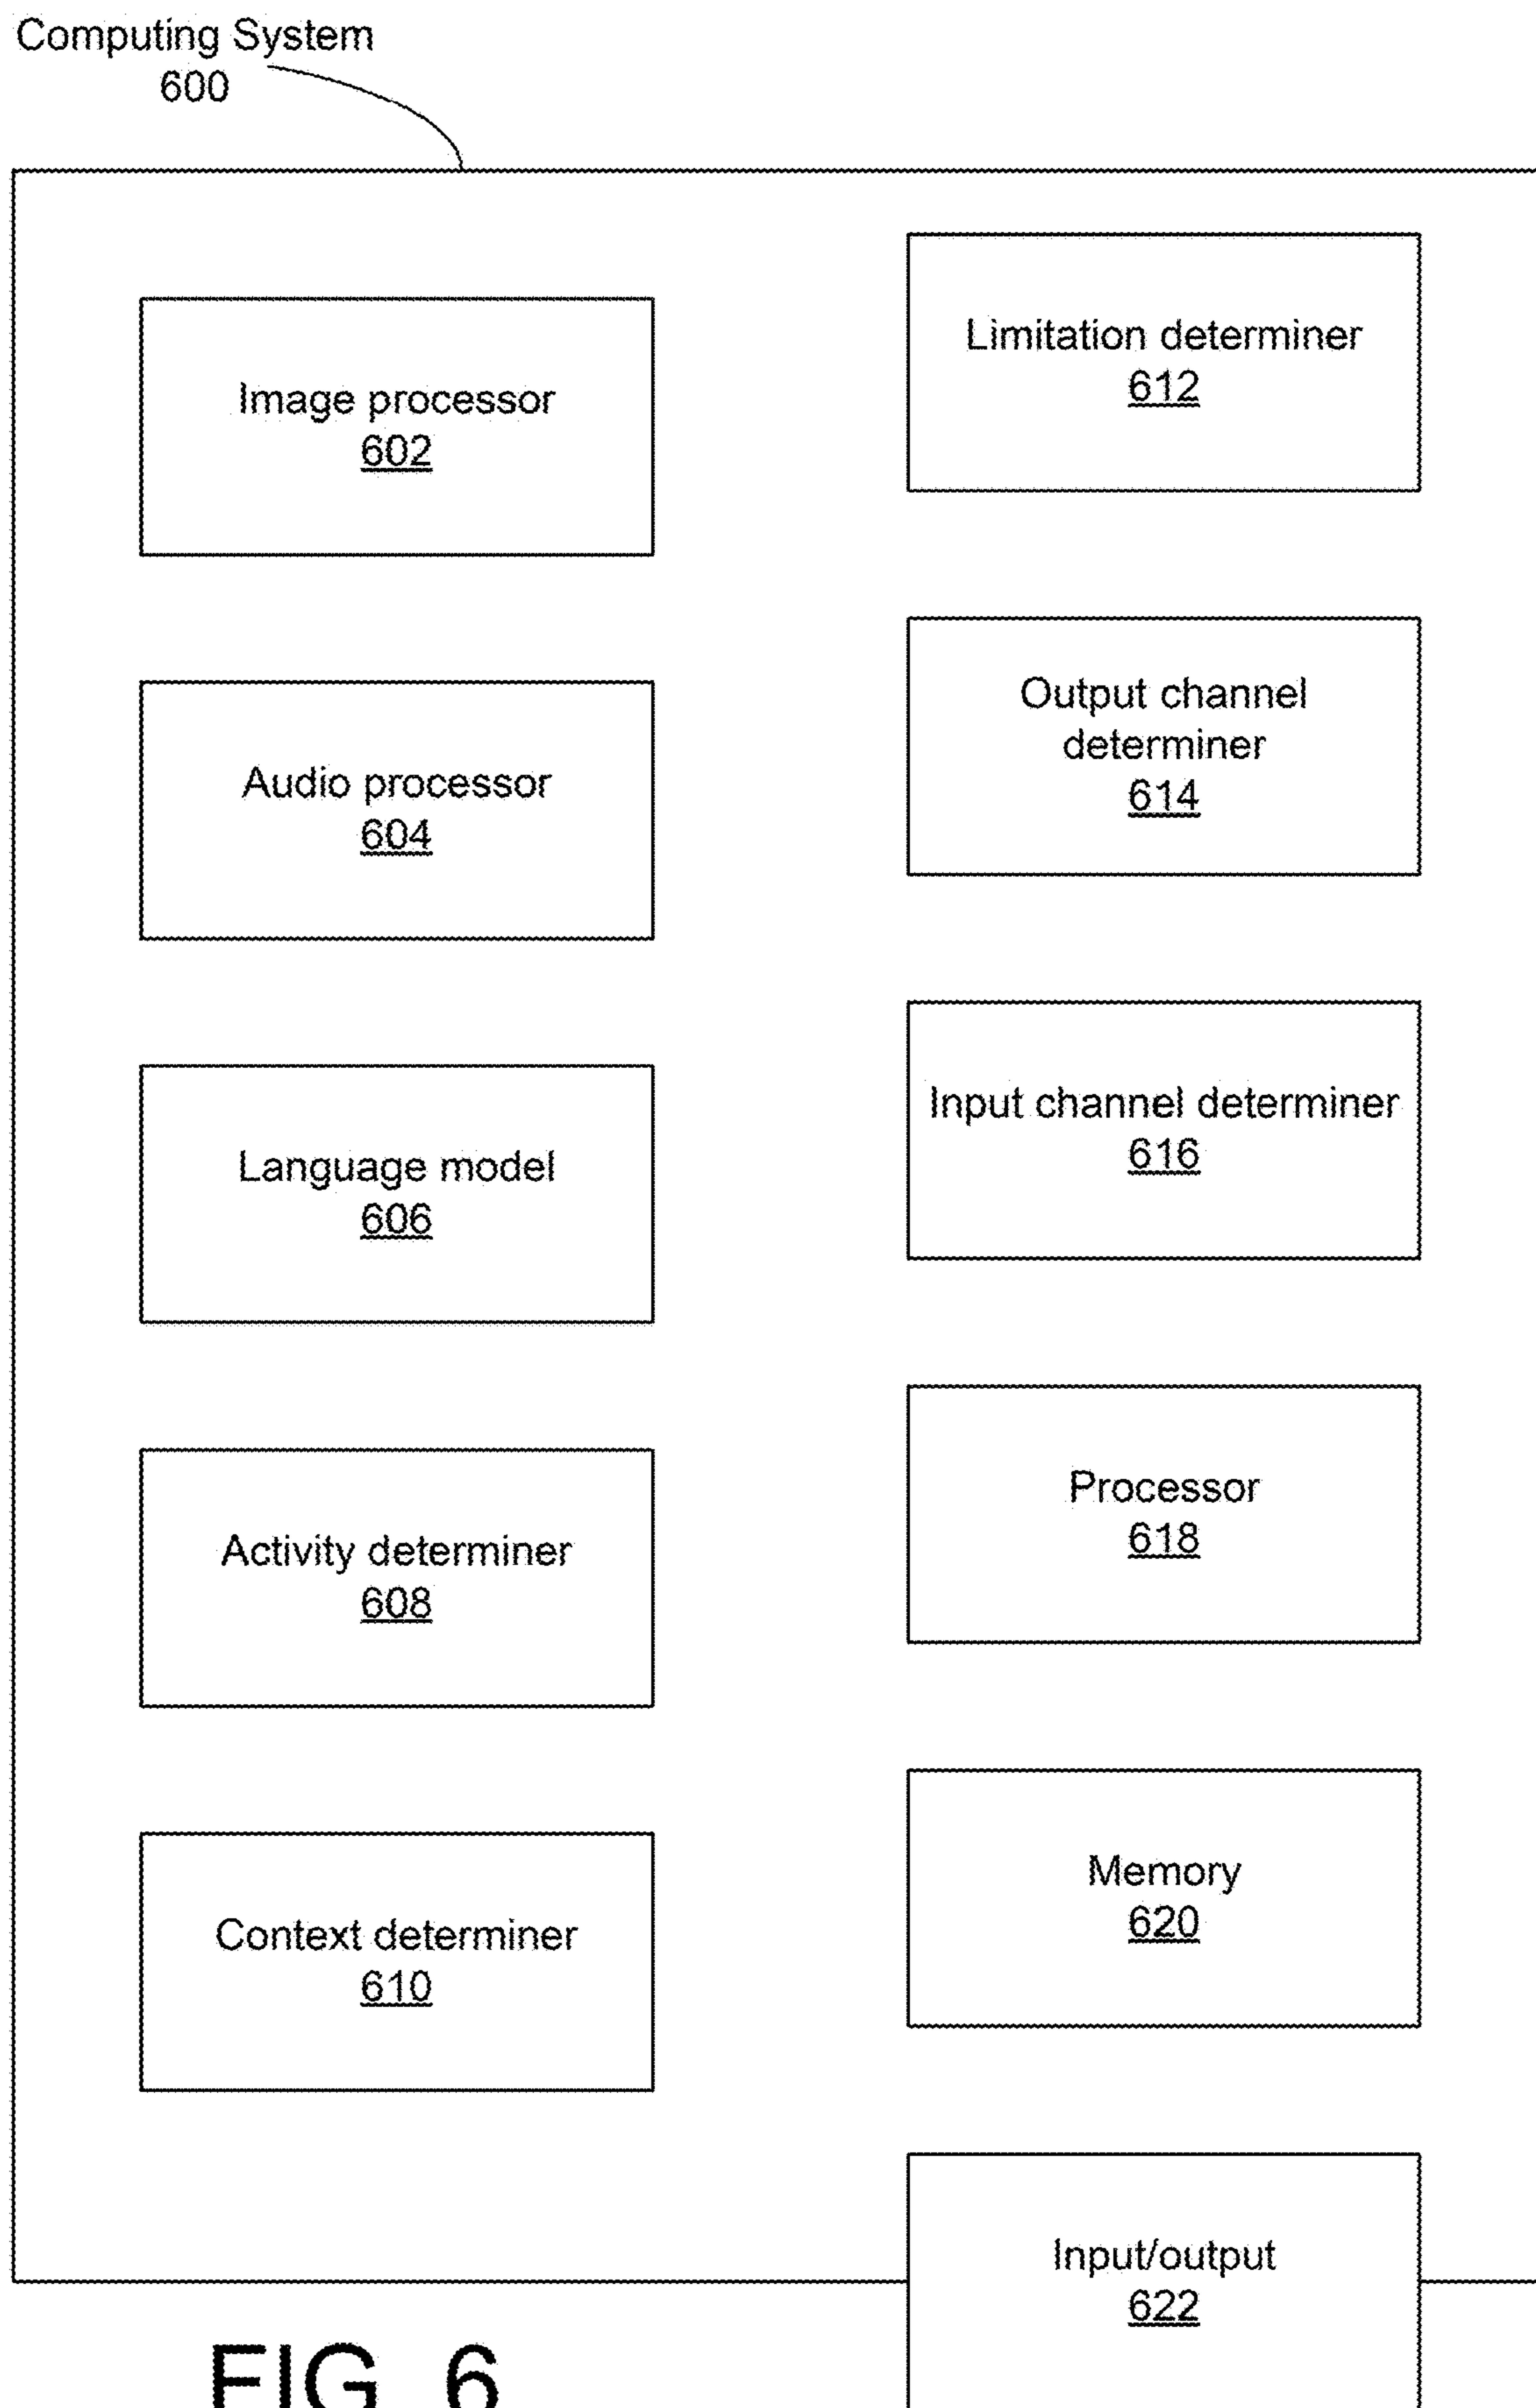 Computing System
600
Image processor
602
Audio processor
604
Language model
606
Activity determiner
608
Context determiner
610
Limitation determiner
612
Output channel
determiner
614
Input channel determiner
616
Processor
618
Memory
620
Input/output
622
FIG. 6